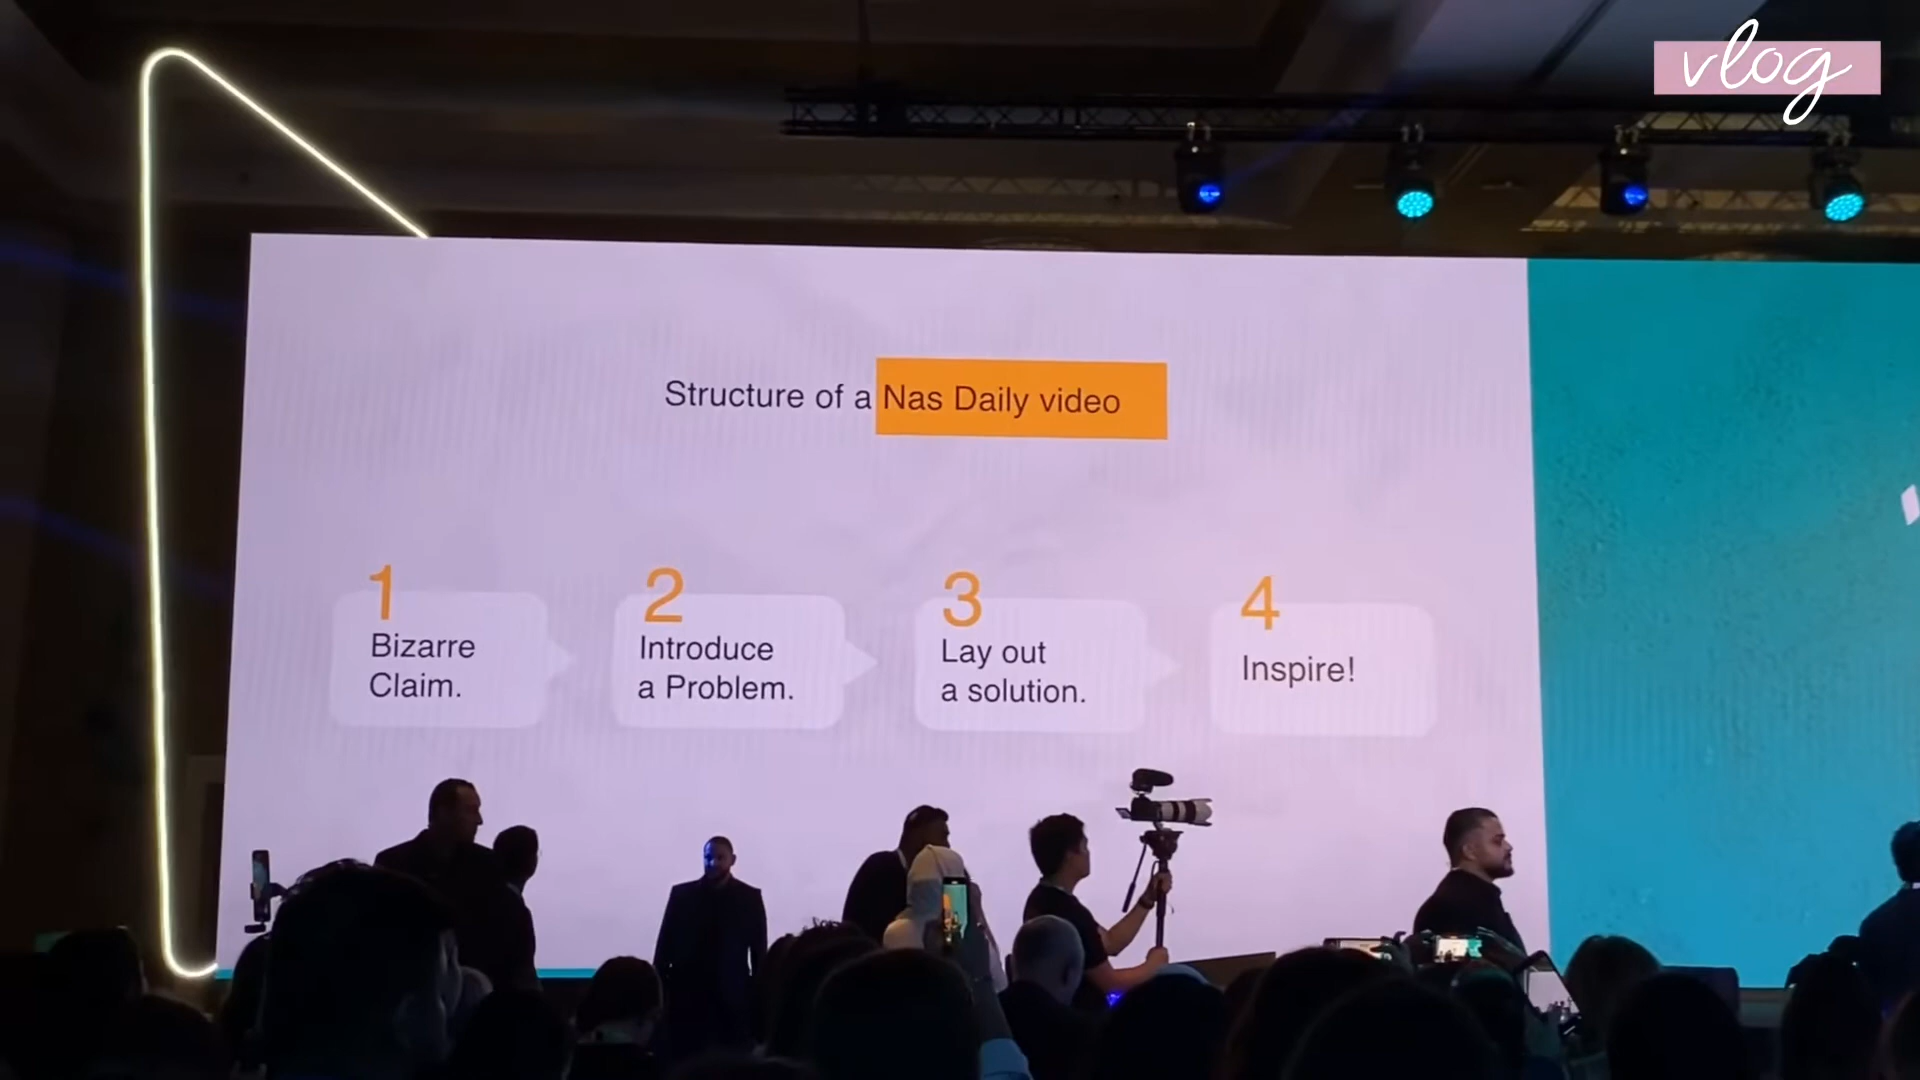 vlog
Structure of a Nas Daily video
1
Bizarre
Claim.
2
Introduce
a Problem.
3
Lay out
a solution.
4
Inspire!